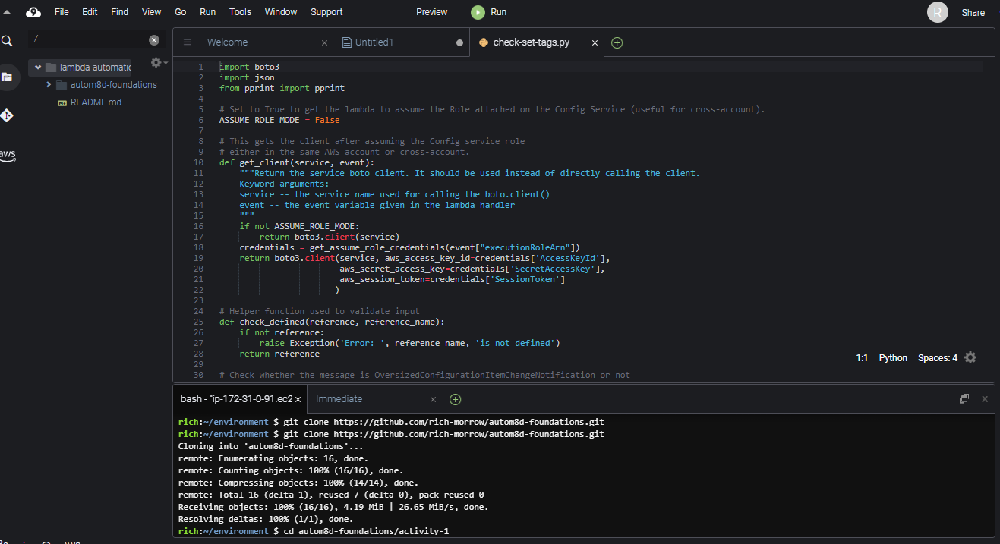 File Edit Find View Go Run Tools Window Support Preview Run R Share
/
Welcome Untitled1 check-set-tags.py
lambda-automatic
autom8d-foundations
README.md
aws
1 import boto3
2 import json
3 from pprint import pprint
4
5 # Set to True to get the lambda to assume the Role attached on the Config Service (useful for cross-account).
6 ASSUME_ROLE_MODE = False
7
8 # This gets the client after assuming the Config service role
9 # either in the same AWS account or cross-account.
10 def get_client(service, event):
11     """Return the service boto client. It should be used instead of directly calling the client.
12     Keyword arguments:
13     service -- the service name used for calling the boto.client()
14     event -- the event variable given in the lambda handler
15     """
16     if not ASSUME_ROLE_MODE:
17         return boto3.client(service)
18     credentials = get_assume_role_credentials(event["executionRoleArn"])
19     return boto3.client(service, aws_access_key_id=credentials['AccessKeyId'],
20                         aws_secret_access_key=credentials['SecretAccessKey'],
21                         aws_session_token=credentials['SessionToken']
22                        )
23
24 # Helper function used to validate input
25 def check_defined(reference, reference_name):
26     if not reference:
27         raise Exception('Error: ', reference_name, 'is not defined')
28     return reference
29
30 # Check whether the message is OversizedConfigurationItemChangeNotification or not
1:1 Python Spaces: 4
bash - "ip-172-31-0-91.ec2 Immediate
rich:~/environment $ git clone https://github.com/rich-morrow/autom8d-foundations.git
rich:~/environment $ git clone https://github.com/rich-morrow/autom8d-foundations.git
Cloning into 'autom8d-foundations'...
remote: Enumerating objects: 16, done.
remote: Counting objects: 100% (16/16), done.
remote: Compressing objects: 100% (14/14), done.
remote: Total 16 (delta 1), reused 7 (delta 0), pack-reused 0
Receiving objects: 100% (16/16), 4.19 MiB | 26.65 MiB/s, done.
Resolving deltas: 100% (1/1), done.
rich:~/environment $ cd autom8d-foundations/activity-1